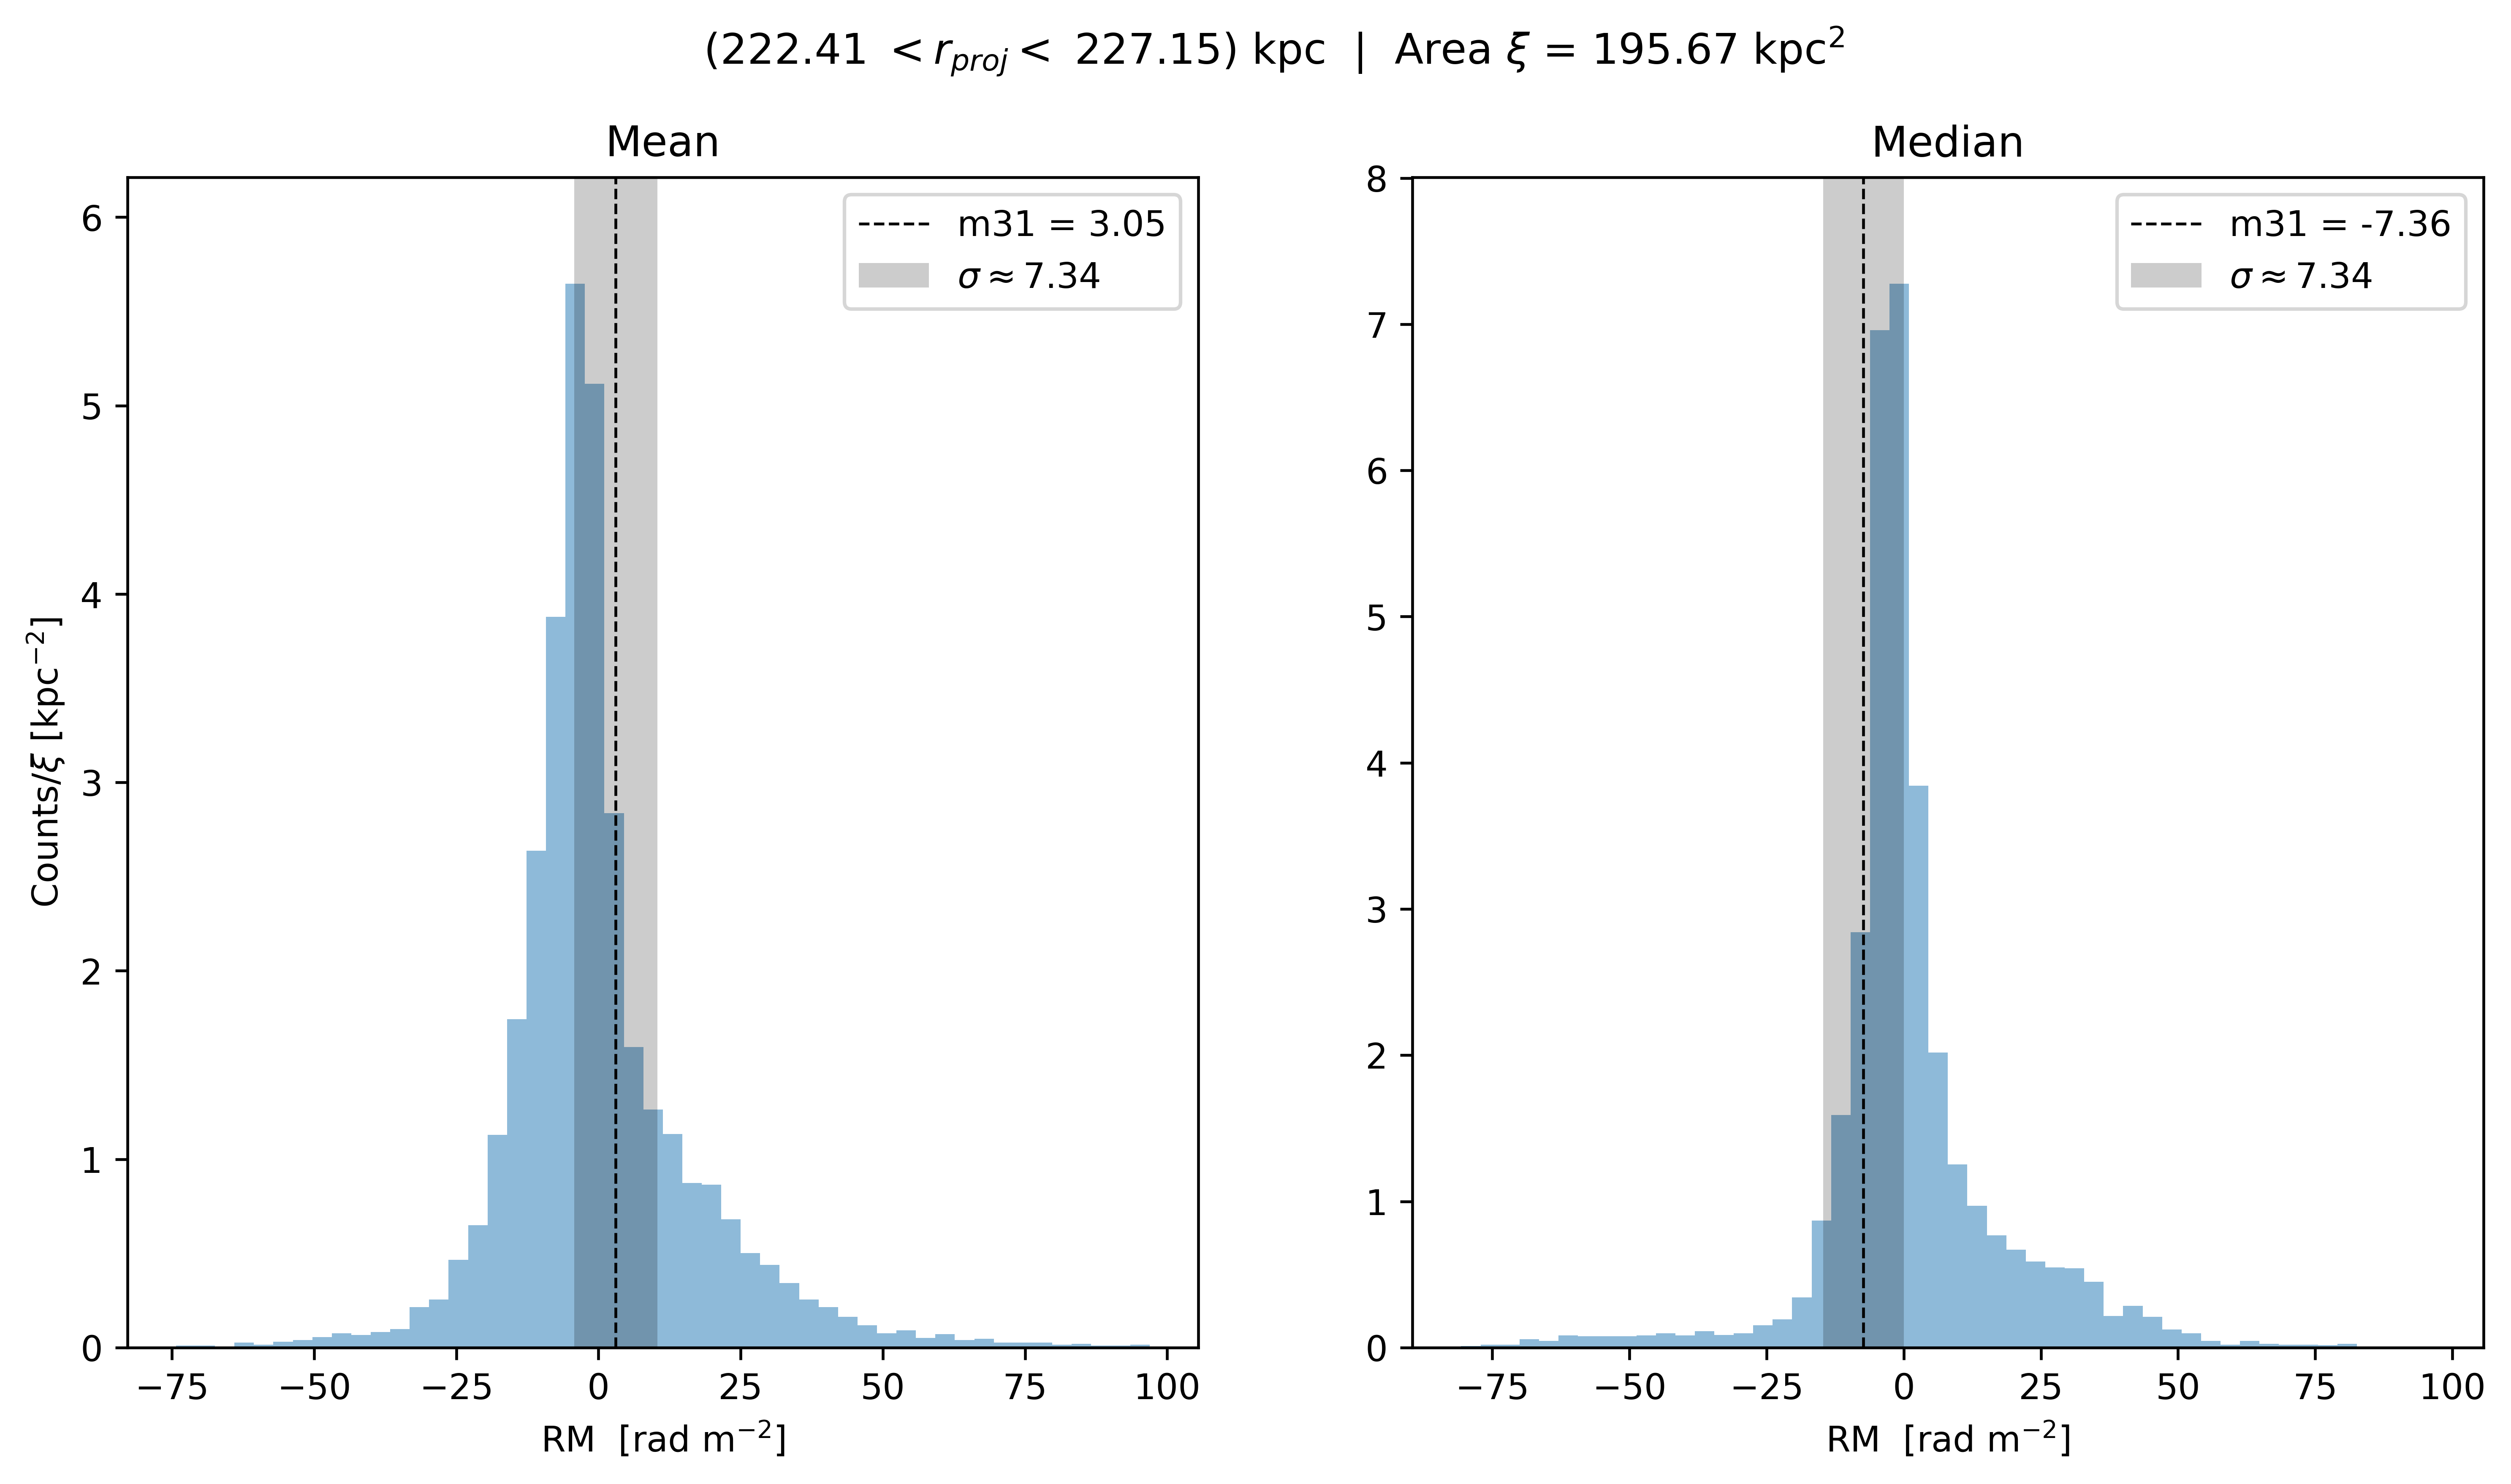 (222.41 < r_proj < 227.15) kpc | Area ξ = 195.67 kpc²
Mean
m31 = 3.05
σ ≈ 7.34
6
5
4
3
2
1
0
Counts/ξ [kpc⁻²]
−75 −50 −25 0 25 50 75 100
RM [rad m⁻²]
Median
m31 = -7.36
σ ≈ 7.34
8
7
6
5
4
3
2
1
0
−75 −50 −25 0 25 50 75 100
RM [rad m⁻²]